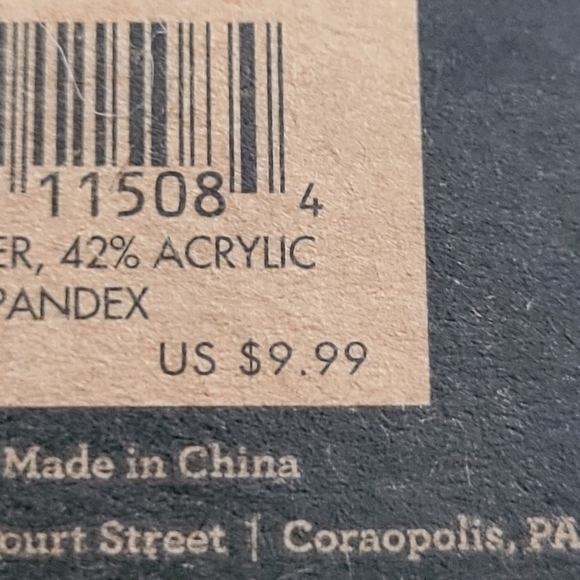 11508 4
ER, 42% ACRYLIC
PANDEX
US $9.99
Made in China
ourt Street | Coraopolis, PA